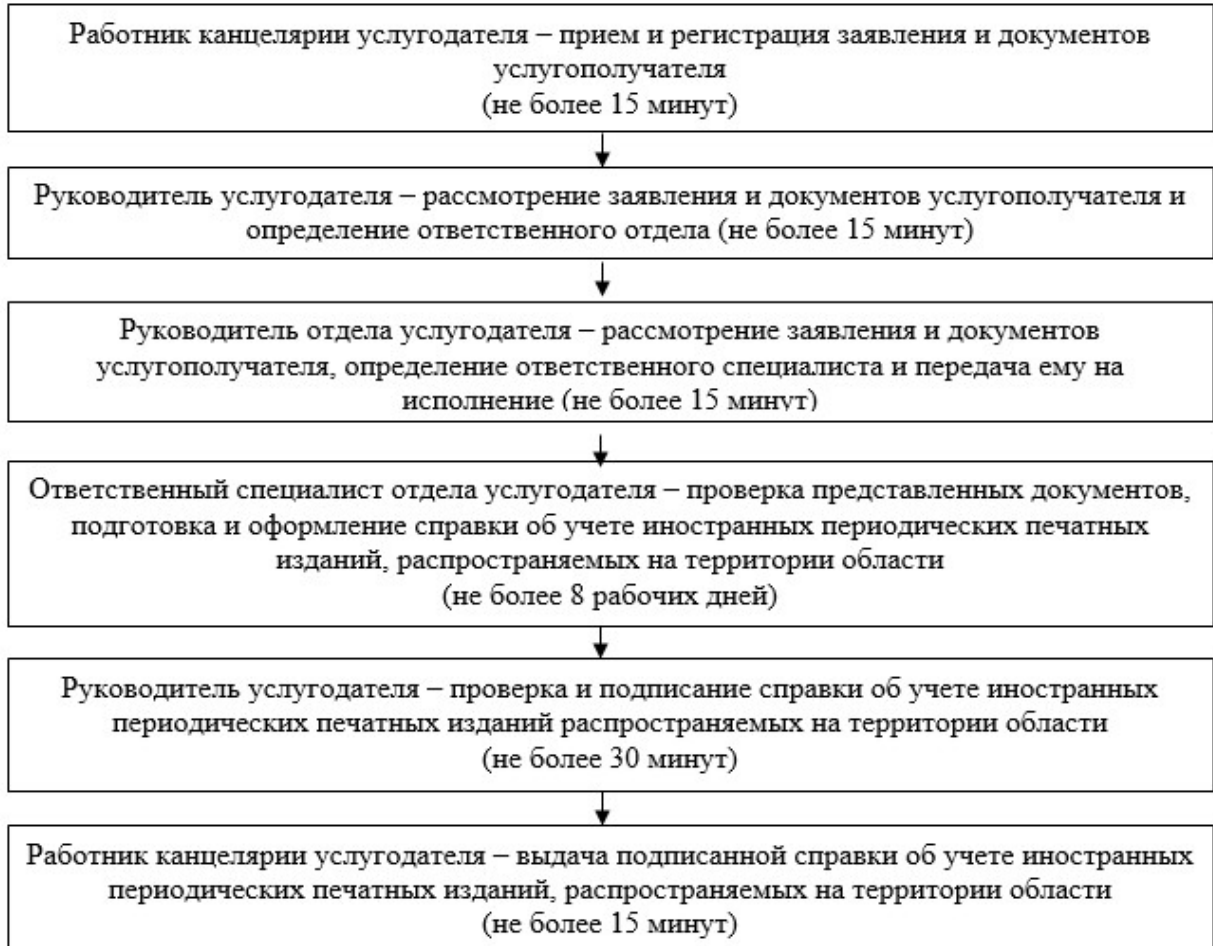 Работник канцелярии услугодателя – прием и регистрация заявления и документов
услугополучателя
(не более 15 минут)
Руководитель услугодателя – рассмотрение заявления и документов услугополучателя и
определение ответственного отдела (не более 15 минут)
Руководитель отдела услугодателя – рассмотрение заявления и документов
услугополучателя, определение ответственного специалиста и передача ему на
исполнение (не более 15 минут)
Ответственный специалист отдела услугодателя – проверка представленных документов,
подготовка и оформление справки об учете иностранных периодических печатных
изданий, распространяемых на территории области
(не более 8 рабочих дней)
Руководитель услугодателя – проверка и подписание справки об учете иностранных
периодических печатных изданий распространяемых на территории области
(не более 30 минут)
Работник канцелярии услугодателя – выдача подписанной справки об учете иностранных
периодических печатных изданий, распространяемых на территории области
(не более 15 минут)